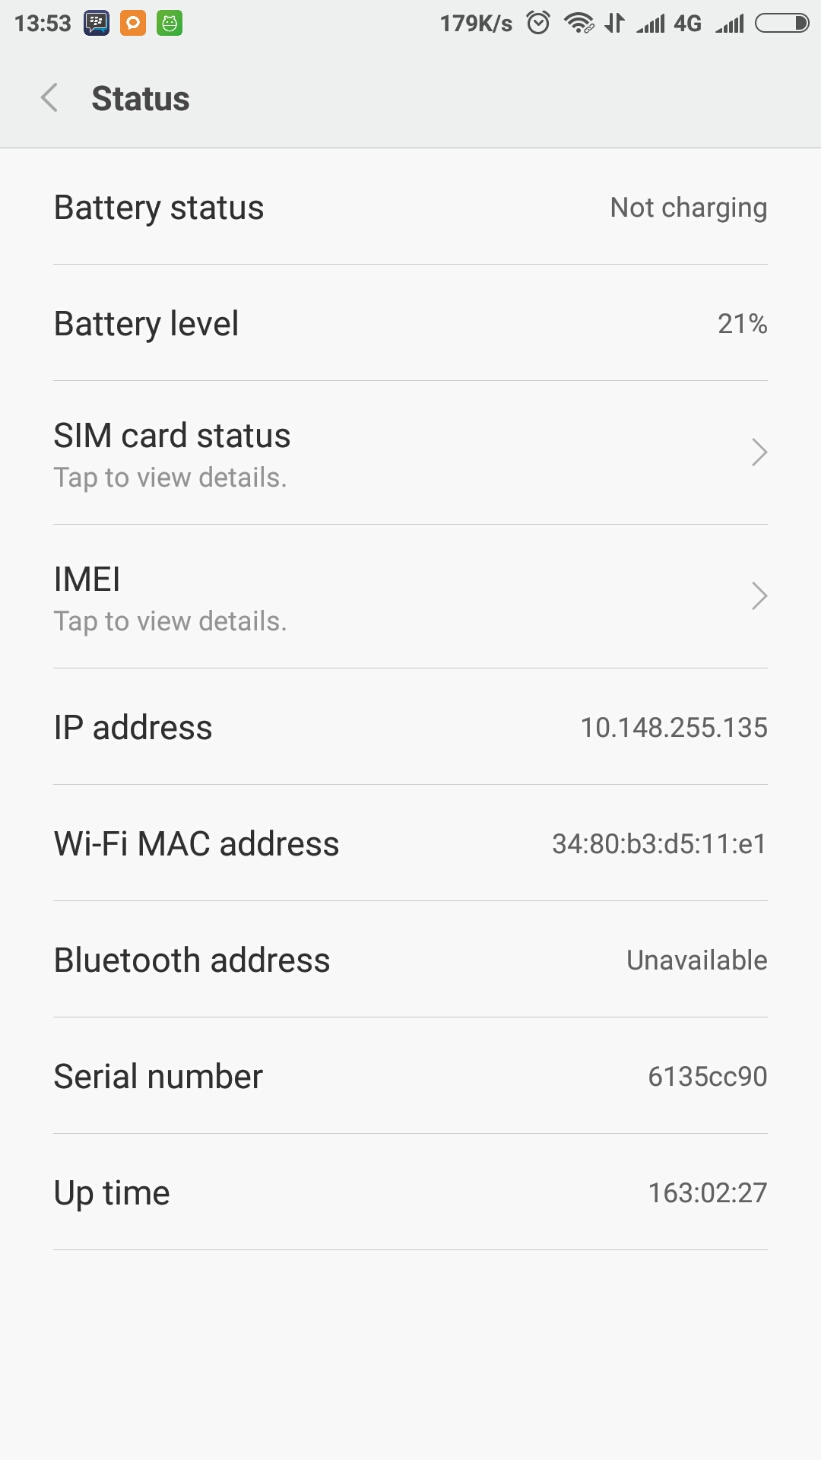 13:53 179K/s 4G
Status
Battery status Not charging
Battery level 21%
SIM card status
Tap to view details.
IMEI
Tap to view details.
IP address 10.148.255.135
Wi-Fi MAC address 34:80:b3:d5:11:e1
Bluetooth address Unavailable
Serial number 6135cc90
Up time 163:02:27